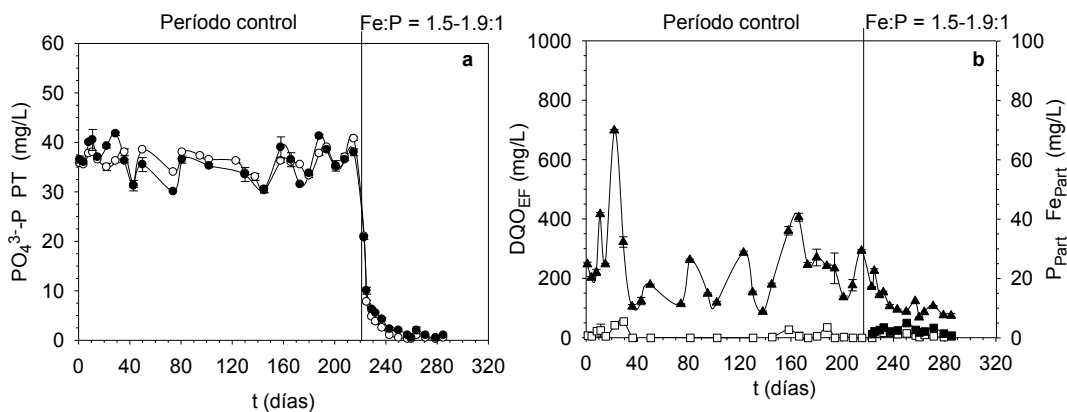 Período control
Fe:P = 1.5-1.9:1
a
60
50
40
30
20
10
0
PO₄³⁻-P PT (mg/L)
0 40 80 120 160 200 240 280 320
t (días)
Período control
Fe:P = 1.5-1.9:1
b
1000
800
600
400
200
0
DQO_EF (mg/L)
100
80
60
40
20
0
P_Part Fe_Part (mg/L)
0 40 80 120 160 200 240 280 320
t (días)